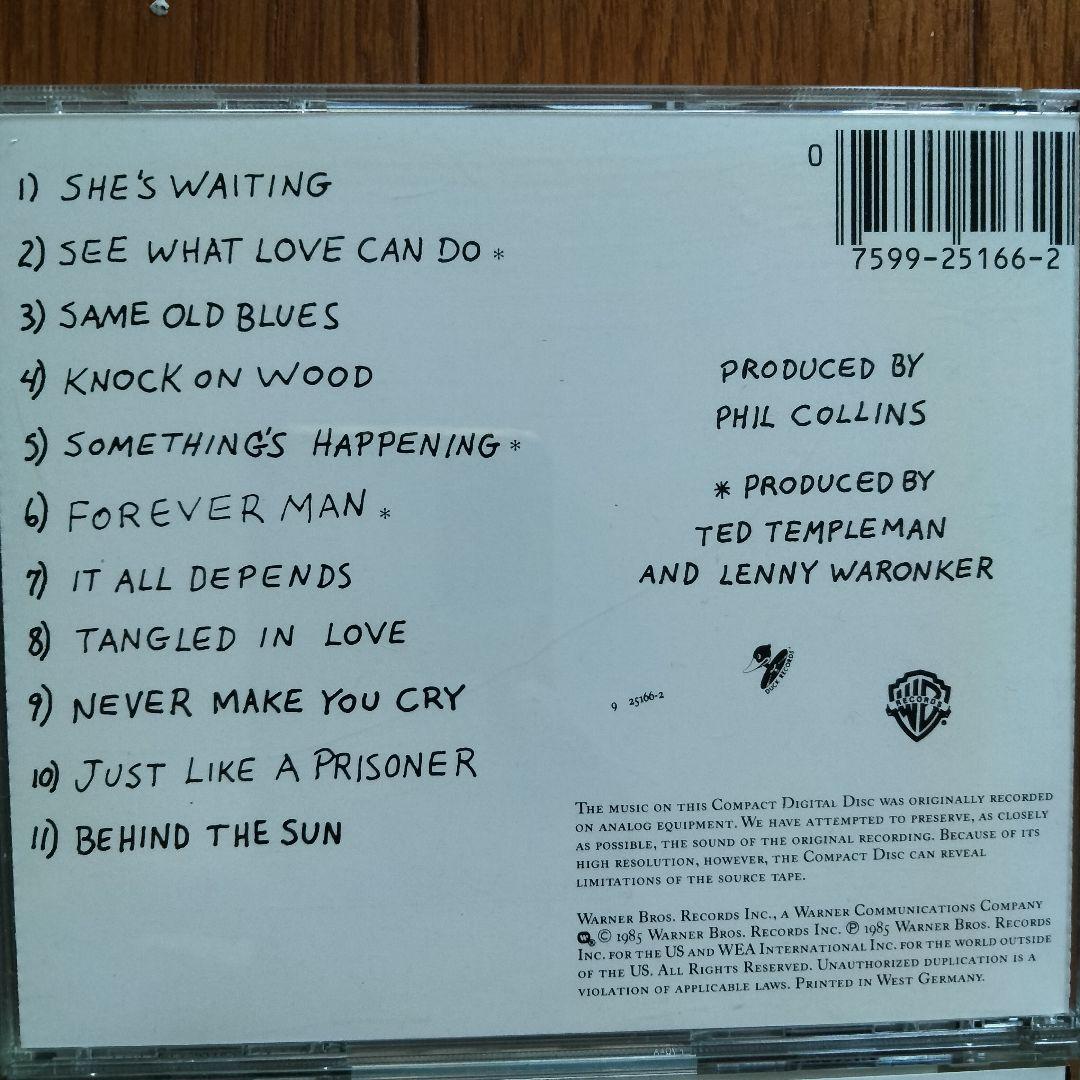 1) SHE'S WAITING
2) SEE WHAT LOVE CAN DO *
3) SAME OLD BLUES
4) KNOCK ON WOOD
5) SOMETHING'S HAPPENING *
6) FOREVER MAN *
7) IT ALL DEPENDS
8) TANGLED IN LOVE
9) NEVER MAKE YOU CRY
10) JUST LIKE A PRISONER
11) BEHIND THE SUN
0
7599-25166-2
PRODUCED BY
PHIL COLLINS
* PRODUCED BY
TED TEMPLEMAN
AND LENNY WARONKER
DUCK RECORDS
9 25166-2
RECORDS
THE MUSIC ON THIS COMPACT DIGITAL DISC WAS ORIGINALLY RECORDED
ON ANALOG EQUIPMENT. WE HAVE ATTEMPTED TO PRESERVE, AS CLOSELY
AS POSSIBLE, THE SOUND OF THE ORIGINAL RECORDING. BECAUSE OF ITS
HIGH RESOLUTION, HOWEVER, THE COMPACT DISC CAN REVEAL
LIMITATIONS OF THE SOURCE TAPE.
WARNER BROS. RECORDS INC., A WARNER COMMUNICATIONS COMPANY
© 1985 WARNER BROS. RECORDS INC. ℗ 1985 WARNER BROS. RECORDS
INC. FOR THE US AND WEA INTERNATIONAL INC. FOR THE WORLD OUTSIDE
OF THE US. ALL RIGHTS RESERVED. UNAUTHORIZED DUPLICATION IS A
VIOLATION OF APPLICABLE LAWS. PRINTED IN WEST GERMANY.